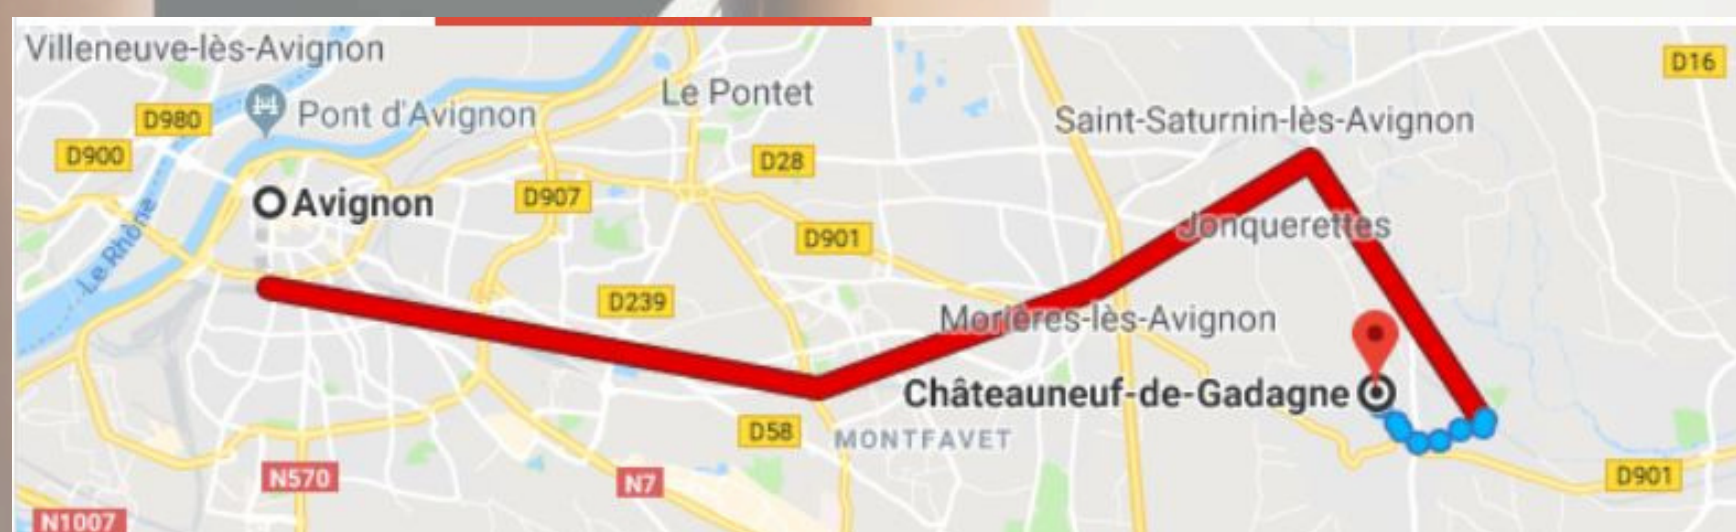 Villeneuve-lès-Avignon
D16
Le Pontet
D980
Pont d'Avignon
Saint-Saturnin-lès-Avignon
D900
D28
Avignon
D907
Jonquerettes
D901
Le Rhône
D239
Morières-lès-Avignon
Châteauneuf-de-Gadagne
D58
MONTFAVET
N570
N7
D901
N1007